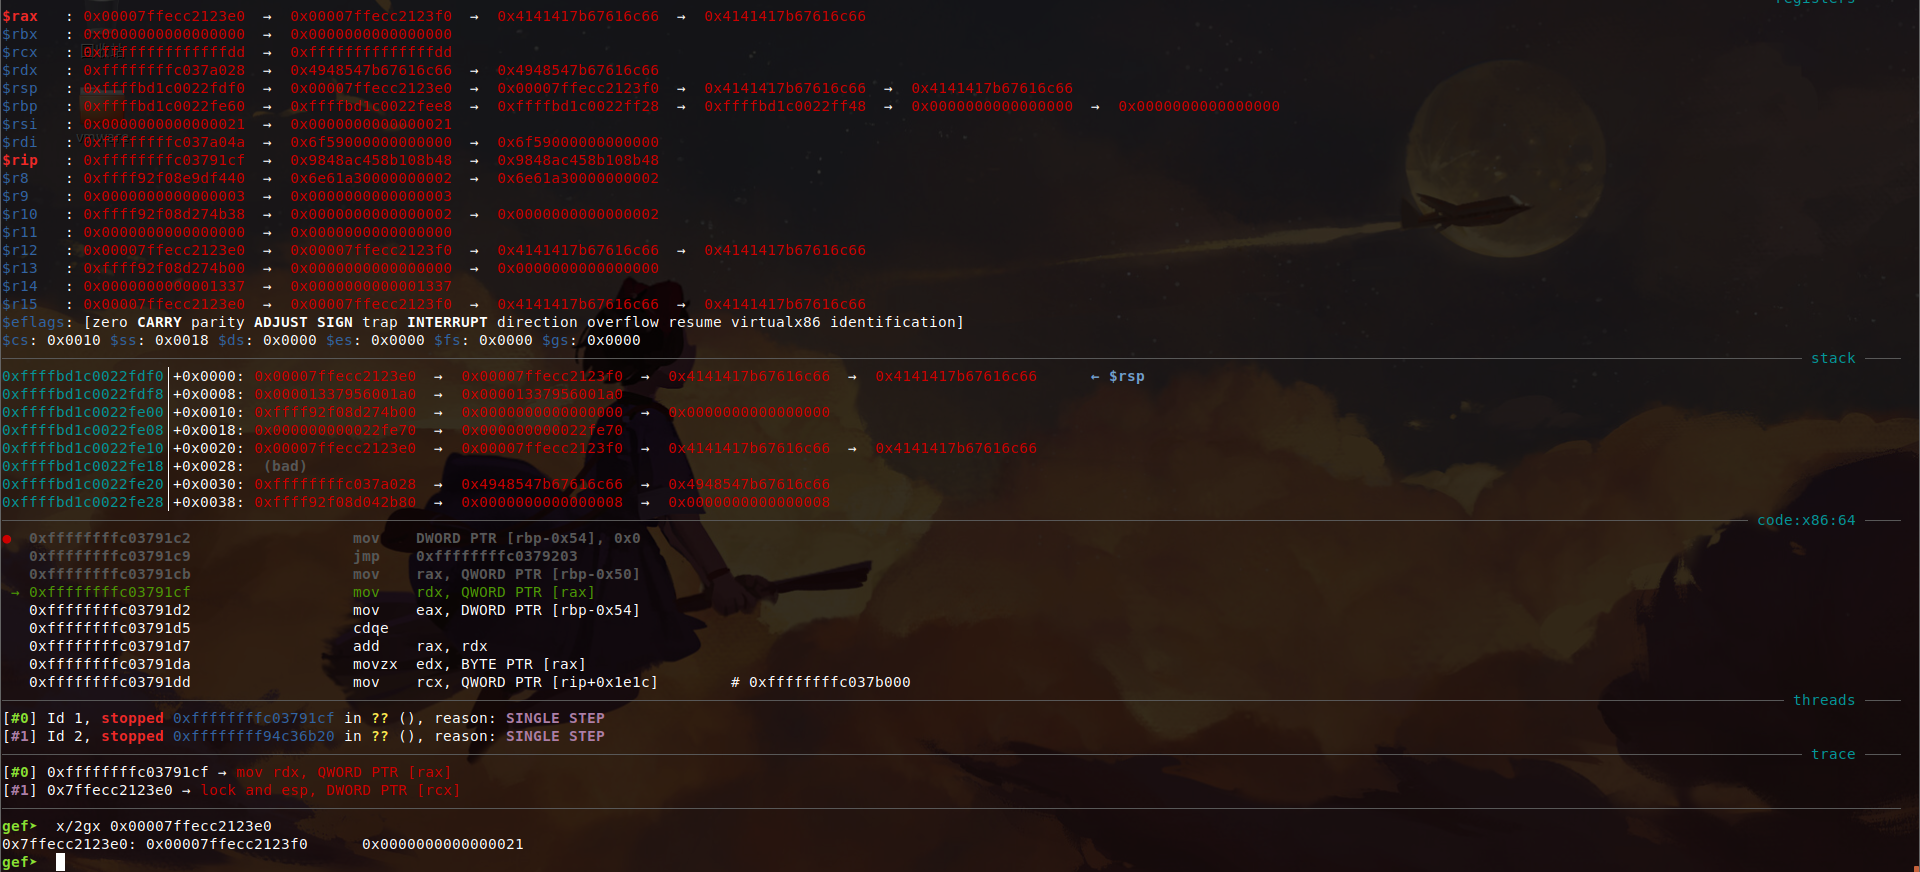 registers
$rax   : 0x00007ffecc2123e0  →  0x00007ffecc2123f0  →  0x4141417b67616c66  →  0x4141417b67616c66
$rbx   : 0x0000000000000000  →  0x0000000000000000
$rcx   : 0xffffffffffffffdd  →  0xffffffffffffffdd
$rdx   : 0xffffffffc037a028  →  0x4948547b67616c66  →  0x4948547b67616c66
$rsp   : 0xffffbd1c0022fdf0  →  0x00007ffecc2123e0  →  0x00007ffecc2123f0  →  0x4141417b67616c66  →  0x4141417b67616c66
$rbp   : 0xffffbd1c0022fe60  →  0xffffbd1c0022fee8  →  0xffffbd1c0022ff28  →  0xffffbd1c0022ff48  →  0x0000000000000000  →  0x0000000000000000
$rsi   : 0x0000000000000021  →  0x0000000000000021
$rdi   : 0xffffffffc037a04a  →  0x6f59000000000000  →  0x6f59000000000000
$rip   : 0xffffffffc03791cf  →  0x9848ac458b108b48  →  0x9848ac458b108b48
$r8    : 0xffff92f08e9df440  →  0x6e61a30000000002  →  0x6e61a30000000002
$r9    : 0x0000000000000003  →  0x0000000000000003
$r10   : 0xffff92f08d274b38  →  0x0000000000000002  →  0x0000000000000002
$r11   : 0x0000000000000000  →  0x0000000000000000
$r12   : 0x00007ffecc2123e0  →  0x00007ffecc2123f0  →  0x4141417b67616c66  →  0x4141417b67616c66
$r13   : 0xffff92f08d274b00  →  0x0000000000000000  →  0x0000000000000000
$r14   : 0x0000000000001337  →  0x0000000000001337
$r15   : 0x00007ffecc2123e0  →  0x00007ffecc2123f0  →  0x4141417b67616c66  →  0x4141417b67616c66
$eflags: [zero CARRY parity ADJUST SIGN trap INTERRUPT direction overflow resume virtualx86 identification]
$cs: 0x0010 $ss: 0x0018 $ds: 0x0000 $es: 0x0000 $fs: 0x0000 $gs: 0x0000
stack
0xffffbd1c0022fdf0│+0x0000: 0x00007ffecc2123e0  →  0x00007ffecc2123f0  →  0x4141417b67616c66  →  0x4141417b67616c66      ← $rsp
0xffffbd1c0022fdf8│+0x0008: 0x00001337956001a0  →  0x00001337956001a0
0xffffbd1c0022fe00│+0x0010: 0xffff92f08d274b00  →  0x0000000000000000  →  0x0000000000000000
0xffffbd1c0022fe08│+0x0018: 0x000000000022fe70  →  0x000000000022fe70
0xffffbd1c0022fe10│+0x0020: 0x00007ffecc2123e0  →  0x00007ffecc2123f0  →  0x4141417b67616c66  →  0x4141417b67616c66
0xffffbd1c0022fe18│+0x0028:  (bad)
0xffffbd1c0022fe20│+0x0030: 0xffffffffc037a028  →  0x4948547b67616c66  →  0x4948547b67616c66
0xffffbd1c0022fe28│+0x0038: 0xffff92f08d042b80  →  0x0000000000000008  →  0x0000000000000008
code:x86:64
●  0xffffffffc03791c2                  mov    DWORD PTR [rbp-0x54], 0x0
0xffffffffc03791c9                  jmp    0xffffffffc0379203
0xffffffffc03791cb                  mov    rax, QWORD PTR [rbp-0x50]
→ 0xffffffffc03791cf                  mov    rdx, QWORD PTR [rax]
0xffffffffc03791d2                  mov    eax, DWORD PTR [rbp-0x54]
0xffffffffc03791d5                  cdqe
0xffffffffc03791d7                  add    rax, rdx
0xffffffffc03791da                  movzx  edx, BYTE PTR [rax]
0xffffffffc03791dd                  mov    rcx, QWORD PTR [rip+0x1e1c]        # 0xffffffffc037b000
threads
[#0] Id 1, stopped 0xffffffffc03791cf in ?? (), reason: SINGLE STEP
[#1] Id 2, stopped 0xffffffff94c36b20 in ?? (), reason: SINGLE STEP
trace
[#0] 0xffffffffc03791cf → mov rdx, QWORD PTR [rax]
[#1] 0x7ffecc2123e0 → lock and esp, DWORD PTR [rcx]
gef➤  x/2gx 0x00007ffecc2123e0
0x7ffecc2123e0: 0x00007ffecc2123f0      0x0000000000000021
gef➤